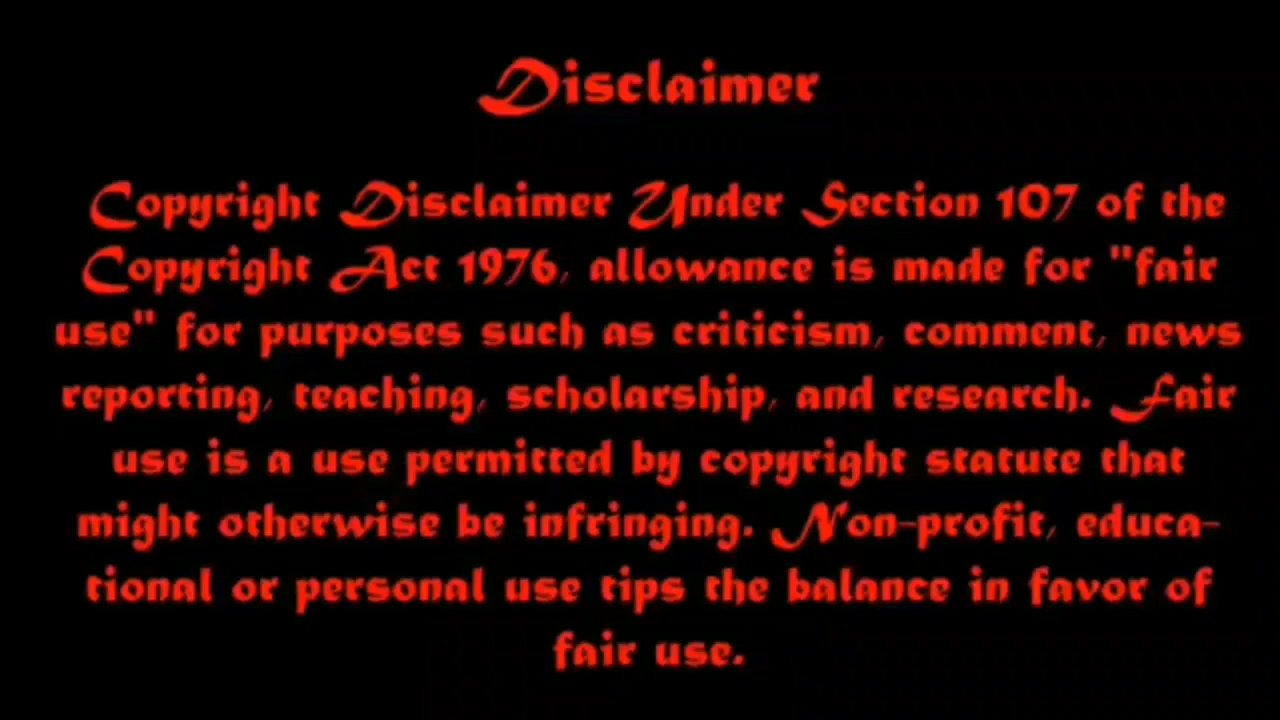 Disclaimer
Copyright Disclaimer Under Section 107 of the
Copyright Act 1976, allowance is made for "fair
use" for purposes such as criticism, comment, news
reporting, teaching, scholarship, and research. Fair
use is a use permitted by copyright statute that
might otherwise be infringing. Non-profit, educa-
tional or personal use tips the balance in favor of
fair use.